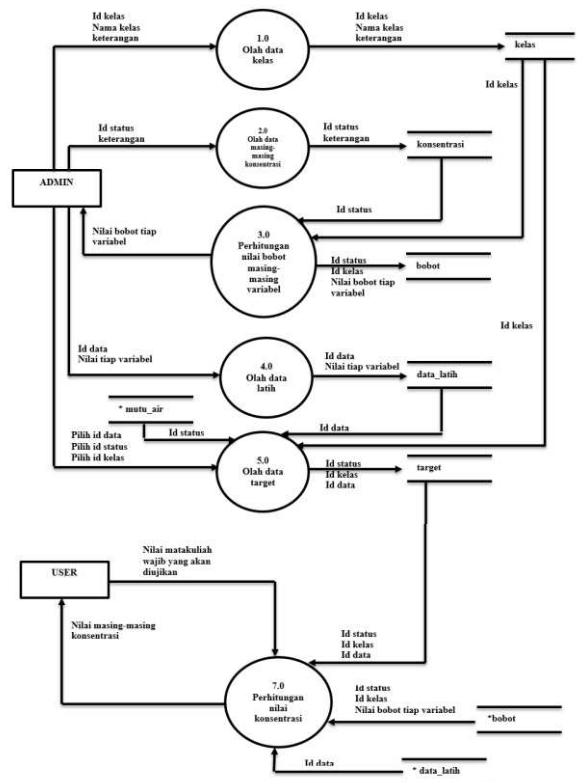 Id kelas
Nama kelas
keterangan
1.0
Olah data
kelas
Id kelas
Nama kelas
keterangan
kelas
Id kelas
Id status
keterangan
2.0
Olah data
masing-
masing
konsentrasi
Id status
keterangan
konsentrasi
ADMIN
Id status
Nilai bobot tiap
variabel
3.0
Perhitungan
nilai bobot
masing-
masing
variabel
Id status
Id kelas
Nilai bobot tiap
variabel
bobot
Id kelas
Id data
Nilai tiap variabel
4.0
Olah data
latih
Id data
Nilai tiap variabel
data_latih
* mutu_air
Id status
Id data
Pilih id data
Pilih id status
Pilih id kelas
5.0
Olah data
target
Id status
Id kelas
Id data
target
USER
Nilai matakuliah
wajib yang akan
diujikan
Nilai masing-masing
konsentrasi
Id status
Id kelas
Id data
7.0
Perhitungan
nilai
konsentrasi
Id status
Id kelas
Nilai bobot tiap variabel
*bobot
Id data
* data_latih